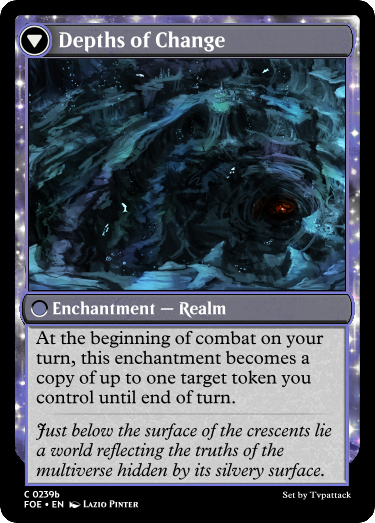 Depths of Change
Enchantment — Realm
At the beginning of combat on your
turn, this enchantment becomes a
copy of up to one target token you
control until end of turn.
Just below the surface of the crescents lie
a world reflecting the truths of the
multiverse hidden by its silvery surface.
C 0239b
FOE • EN Lazio Pinter
Set by Tvpattack